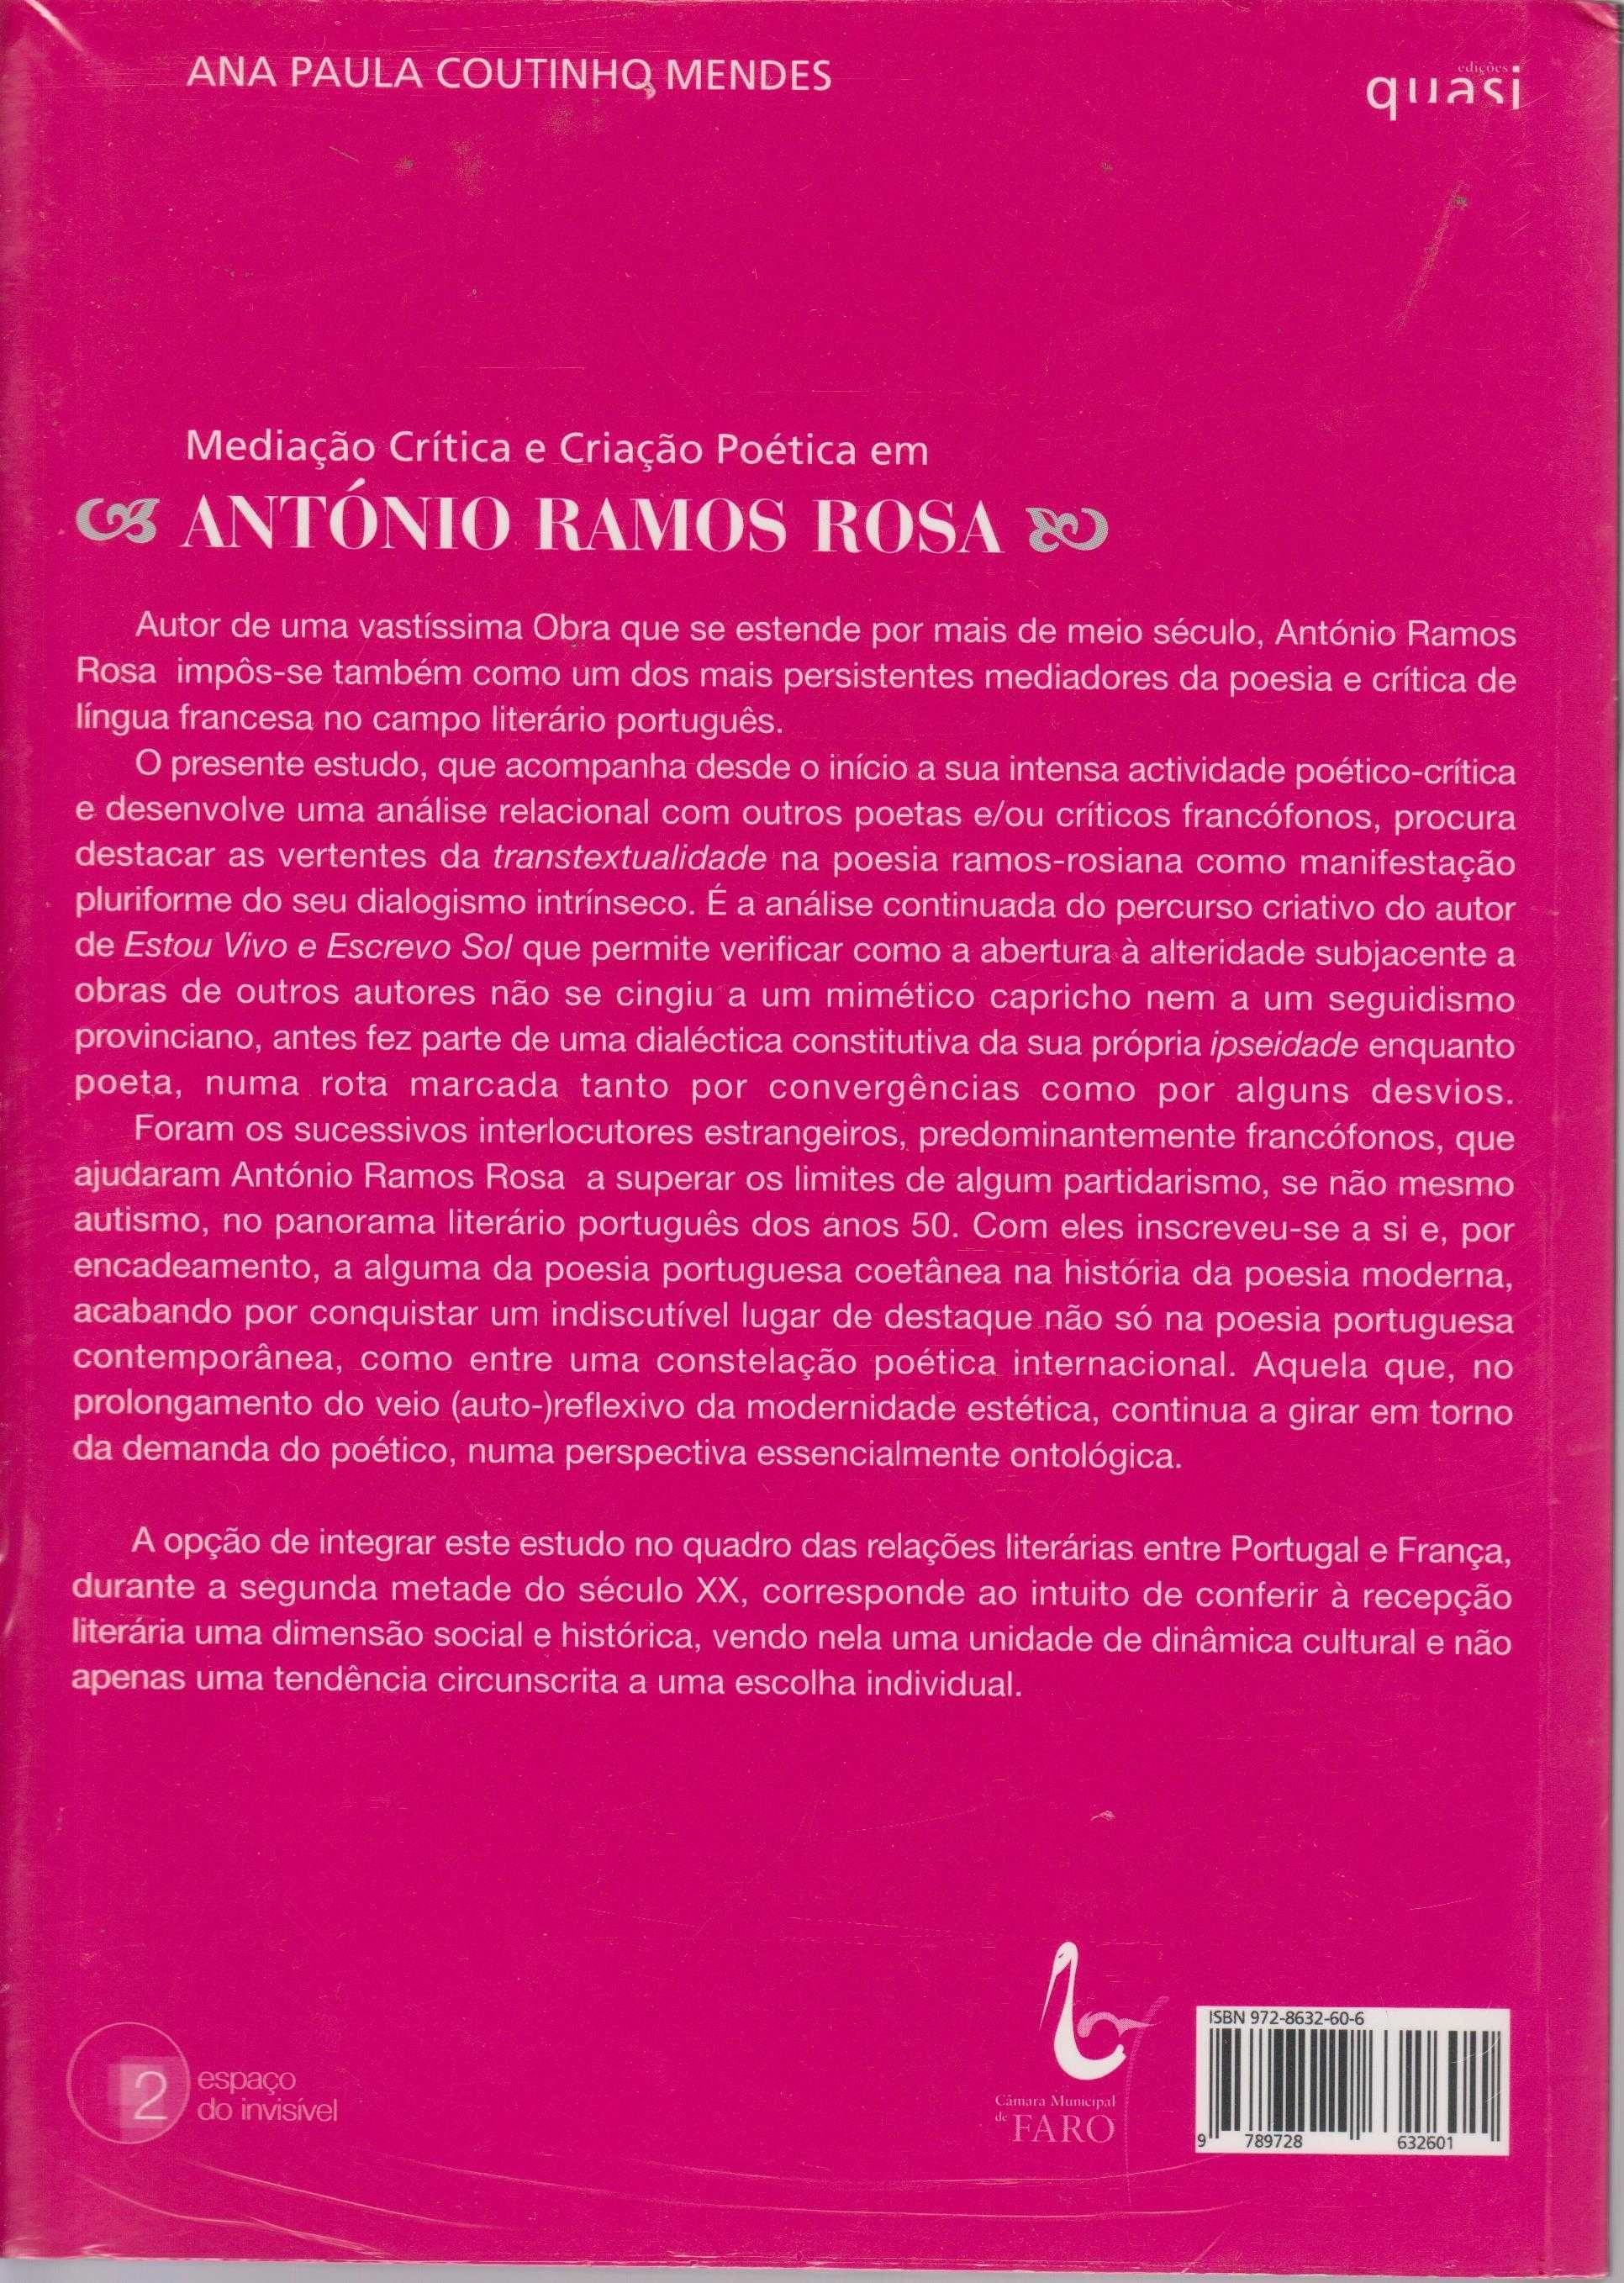 ANA PAULA COUTINHO MENDES
edições
quasi
Mediação Crítica e Criação Poética em
ANTÓNIO RAMOS ROSA
Autor de uma vastíssima Obra que se estende por mais de meio século, António Ramos
Rosa impôs-se também como um dos mais persistentes mediadores da poesia e crítica de
língua francesa no campo literário português.
O presente estudo, que acompanha desde o início a sua intensa actividade poético-crítica
e desenvolve uma análise relacional com outros poetas e/ou críticos francófonos, procura
destacar as vertentes da transtextualidade na poesia ramos-rosiana como manifestação
pluriforme do seu dialogismo intrínseco. É a análise continuada do percurso criativo do autor
de Estou Vivo e Escrevo Sol que permite verificar como a abertura à alteridade subjacente a
obras de outros autores não se cingiu a um mimético capricho nem a um seguidismo
provinciano, antes fez parte de uma dialéctica constitutiva da sua própria ipseidade enquanto
poeta, numa rota marcada tanto por convergências como por alguns desvios.
Foram os sucessivos interlocutores estrangeiros, predominantemente francófonos, que
ajudaram António Ramos Rosa a superar os limites de algum partidarismo, se não mesmo
autismo, no panorama literário português dos anos 50. Com eles inscreveu-se a si e, por
encadeamento, a alguma da poesia portuguesa coetânea na história da poesia moderna,
acabando por conquistar um indiscutível lugar de destaque não só na poesia portuguesa
contemporânea, como entre uma constelação poética internacional. Aquela que, no
prolongamento do veio (auto-)reflexivo da modernidade estética, continua a girar em torno
da demanda do poético, numa perspectiva essencialmente ontológica.
A opção de integrar este estudo no quadro das relações literárias entre Portugal e França,
durante a segunda metade do século XX, corresponde ao intuito de conferir à recepção
literária uma dimensão social e histórica, vendo nela uma unidade de dinâmica cultural e não
apenas uma tendência circunscrita a uma escolha individual.
2
espaço
do invisível
Câmara Municipal
de FARO
ISBN 972-8632-60-6
9 789728 632601